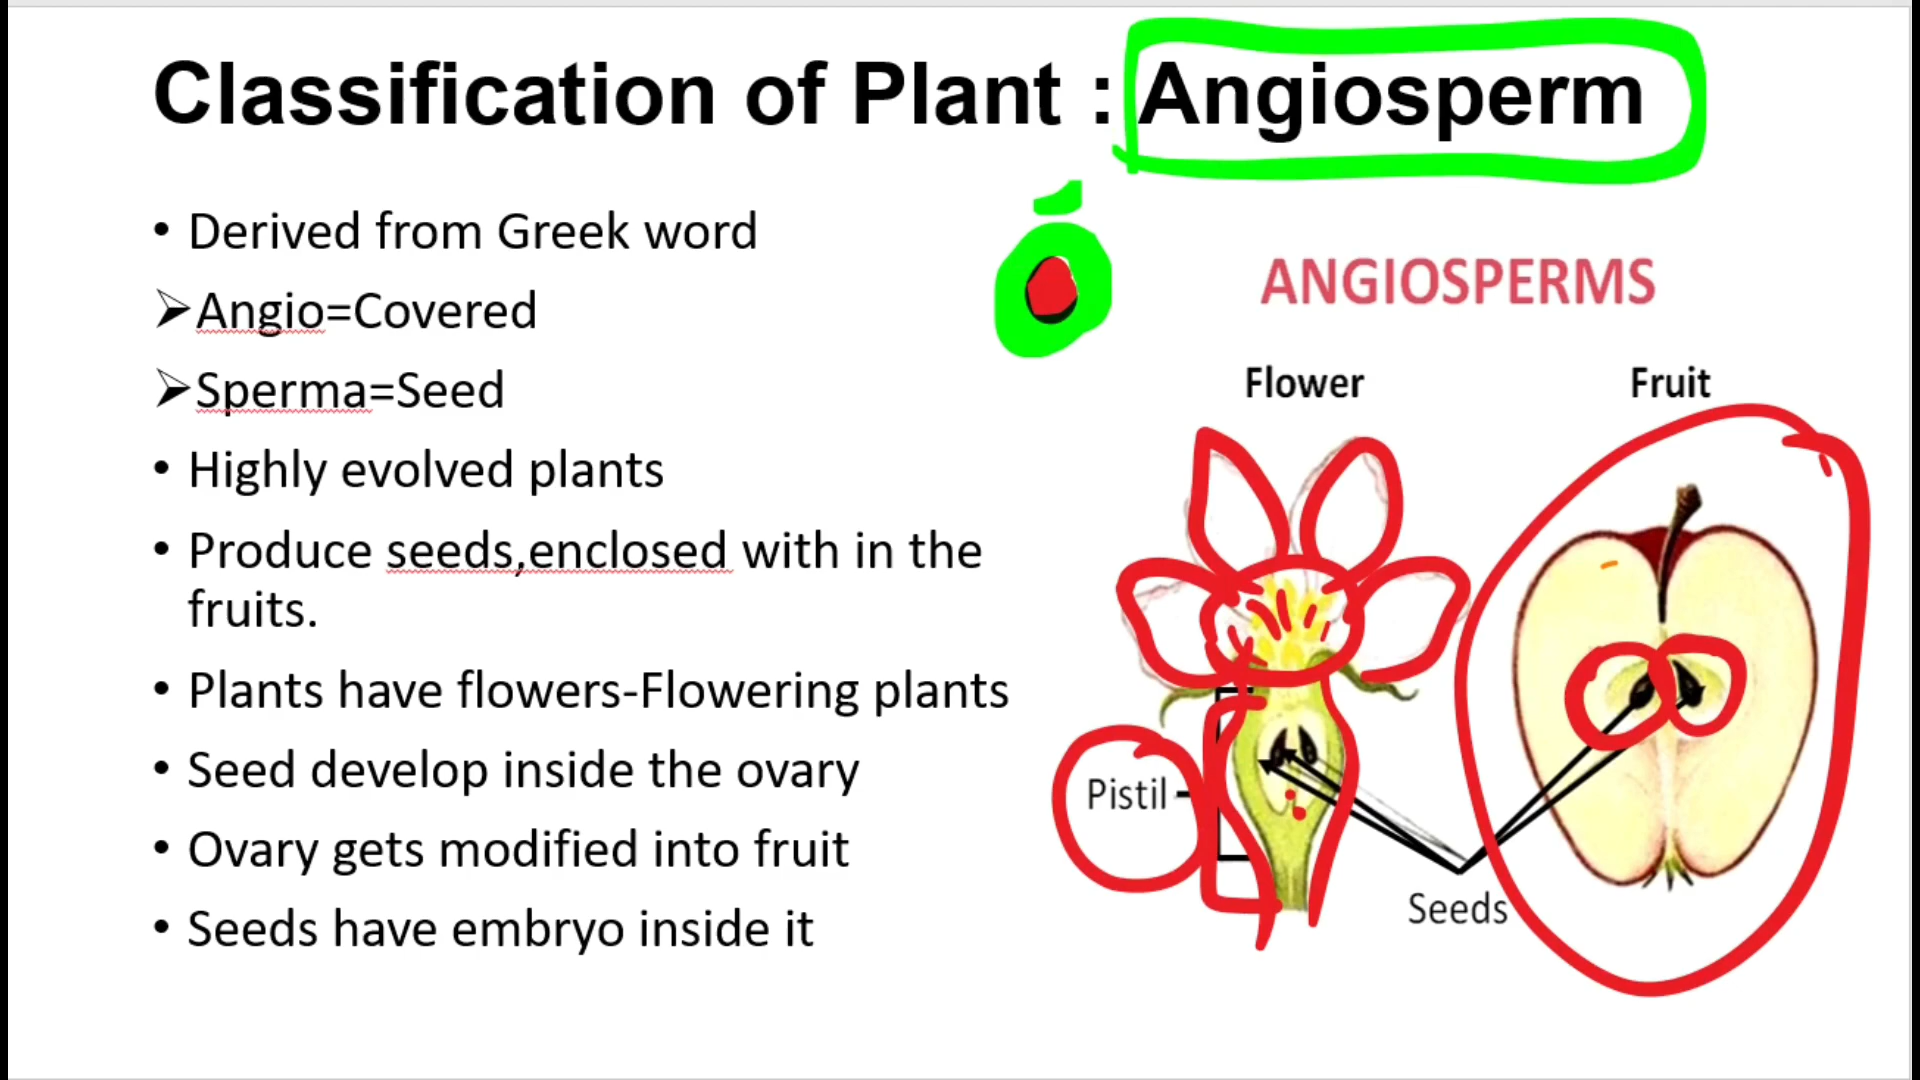 Classification of Plant : Angiosperm
• Derived from Greek word
➢Angio=Covered
➢Sperma=Seed
• Highly evolved plants
• Produce seeds,enclosed with in the
fruits.
• Plants have flowers-Flowering plants
• Seed develop inside the ovary
• Ovary gets modified into fruit
• Seeds have embryo inside it
ANGIOSPERMS
Flower
Fruit
Pistil
Seeds